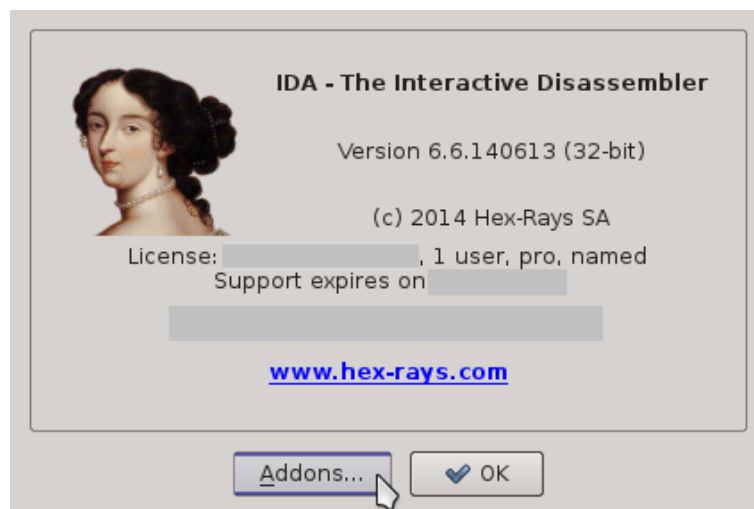 IDA - The Interactive Disassembler
Version 6.6.140613 (32-bit)
(c) 2014 Hex-Rays SA
License: , 1 user, pro, named
Support expires on
www.hex-rays.com
Addons... OK